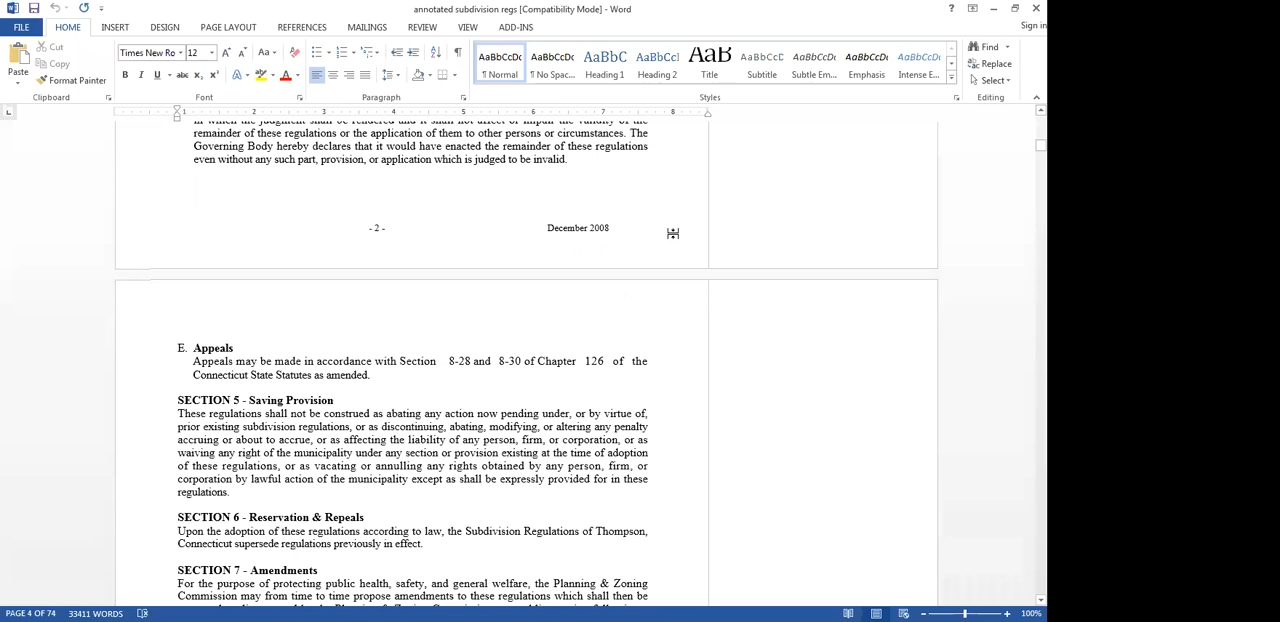 annotated subdivision regs [Compatibility Mode] - Word
Sign in
FILE HOME INSERT DESIGN PAGE LAYOUT REFERENCES MAILINGS REVIEW VIEW ADD-INS
Paste
Cut
Copy
Format Painter
Clipboard
Times New Ro 12
Font
Paragraph
AaBbCcDc AaBbCcDc AaBbC AaBbCcI AaB AaBbCcC AaBbCcDt AaBbCcDt AaBbCcDt
¶ Normal ¶ No Spac... Heading 1 Heading 2 Title Subtitle Subtle Em... Emphasis Intense E...
Styles
Find
Replace
Select
Editing
1 2 3 4 5 6 7 8
in which the judgment shall be rendered and it shall not affect or impair the validity of the
remainder of these regulations or the application of them to other persons or circumstances. The
Governing Body hereby declares that it would have enacted the remainder of these regulations
even without any such part, provision, or application which is judged to be invalid.
- 2 - December 2008
E. Appeals
Appeals may be made in accordance with Section 8-28 and 8-30 of Chapter 126 of the
Connecticut State Statutes as amended.
SECTION 5 - Saving Provision
These regulations shall not be construed as abating any action now pending under, or by virtue of,
prior existing subdivision regulations, or as discontinuing, abating, modifying, or altering any penalty
accruing or about to accrue, or as affecting the liability of any person, firm, or corporation, or as
waiving any right of the municipality under any section or provision existing at the time of adoption
of these regulations, or as vacating or annulling any rights obtained by any person, firm, or
corporation by lawful action of the municipality except as shall be expressly provided for in these
regulations.
SECTION 6 - Reservation & Repeals
Upon the adoption of these regulations according to law, the Subdivision Regulations of Thompson,
Connecticut supersede regulations previously in effect.
SECTION 7 - Amendments
For the purpose of protecting public health, safety, and general welfare, the Planning & Zoning
Commission may from time to time propose amendments to these regulations which shall then be
PAGE 4 OF 74 33411 WORDS 100%